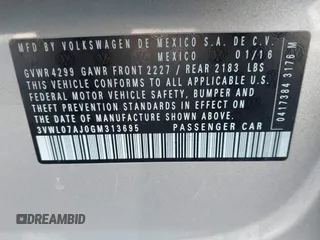 MFD BY VOLKSWAGEN DE MEXICO S.A. DE C.V.
MEXICO 01/16
GVWR 4299 GAWR FRONT 2227 / REAR 2183 LBS
THIS VEHICLE CONFORMS TO ALL APPLICABLE U.S.
FEDERAL MOTOR VEHICLE SAFETY, BUMPER AND
THEFT PREVENTION STANDARDS IN EFFECT ON THE
DATE OF MANUFACTURE SHOWN ABOVE.
3VWL07AJ0GM313695 PASSENGER CAR
0417384 3176 M
DREAMBID